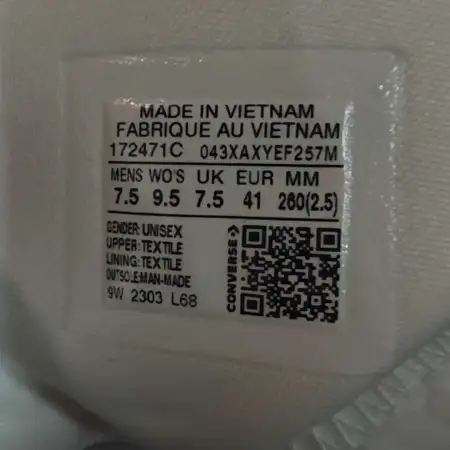 MADE IN VIETNAM
FABRIQUE AU VIETNAM
172471C 043XAXYEF257M
MENS WO'S UK EUR MM
7.5 9.5 7.5 41 260(2.5)
GENDER: UNISEX
UPPER: TEXTILE
LINING: TEXTILE
OUTSOLE:MAN-MADE
9W 2303 L68
CONVERSE